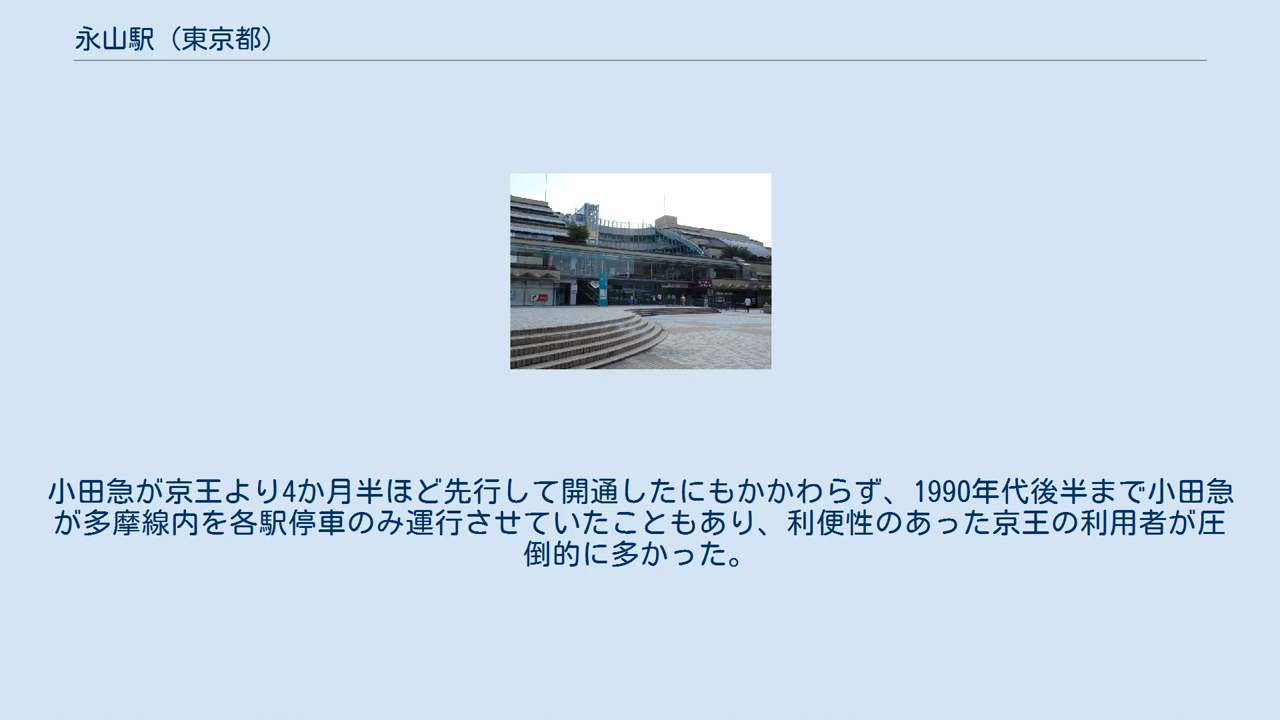 永山駅（東京都）
小田急が京王より4か月半ほど先行して開通したにもかかわらず、1990年代後半まで小田急
が多摩線内を各駅停車のみ運行させていたこともあり、利便性のあった京王の利用者が圧
倒的に多かった。